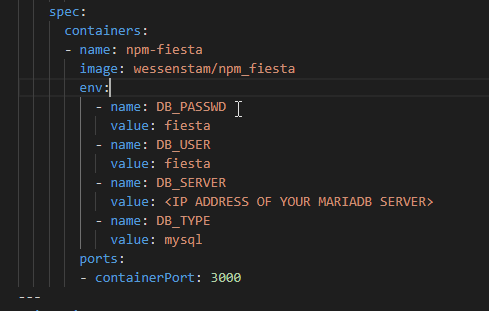 spec:
containers:
- name: npm-fiesta
image: wessenstam/npm_fiesta
env:
- name: DB_PASSWD
value: fiesta
- name: DB_USER
value: fiesta
- name: DB_SERVER
value: <IP ADDRESS OF YOUR MARIADB SERVER>
- name: DB_TYPE
value: mysql
ports:
- containerPort: 3000
---